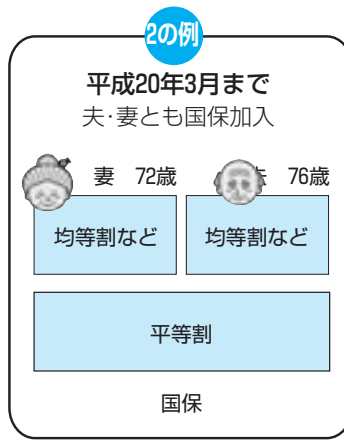 2の例
平成20年3月まで
夫・妻とも国保加入
妻 72歳
夫 76歳
均等割など
均等割など
平等割
国保